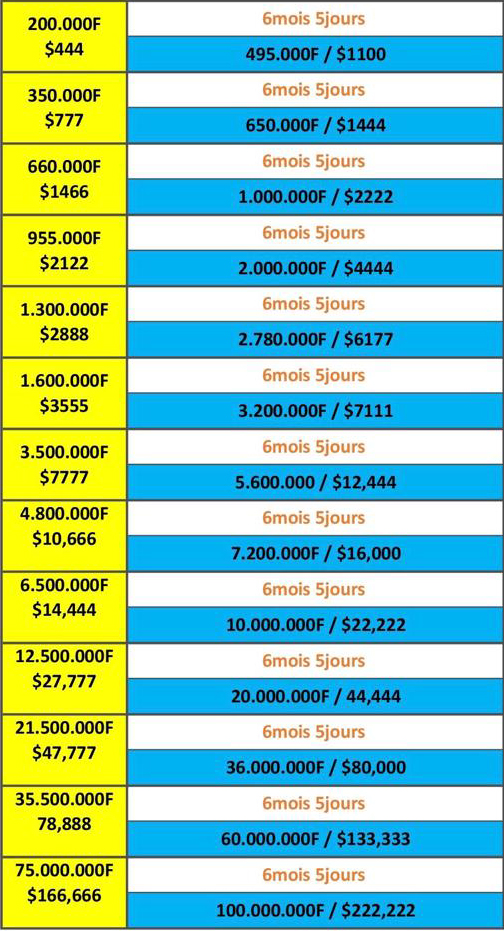 200.000F
$444
6mois 5jours
495.000F / $1100
350.000F
$777
6mois 5jours
650.000F / $1444
660.000F
$1466
6mois 5jours
1.000.000F / $2222
955.000F
$2122
6mois 5jours
2.000.000F / $4444
1.300.000F
$2888
6mois 5jours
2.780.000F / $6177
1.600.000F
$3555
6mois 5jours
3.200.000F / $7111
3.500.000F
$7777
6mois 5jours
5.600.000 / $12,444
4.800.000F
$10,666
6mois 5jours
7.200.000F / $16,000
6.500.000F
$14,444
6mois 5jours
10.000.000F / $22,222
12.500.000F
$27,777
6mois 5jours
20.000.000F / 44,444
21.500.000F
$47,777
6mois 5jours
36.000.000F / $80,000
35.500.000F
78,888
6mois 5jours
60.000.000F / $133,333
75.000.000F
$166,666
6mois 5jours
100.000.000F / $222,222